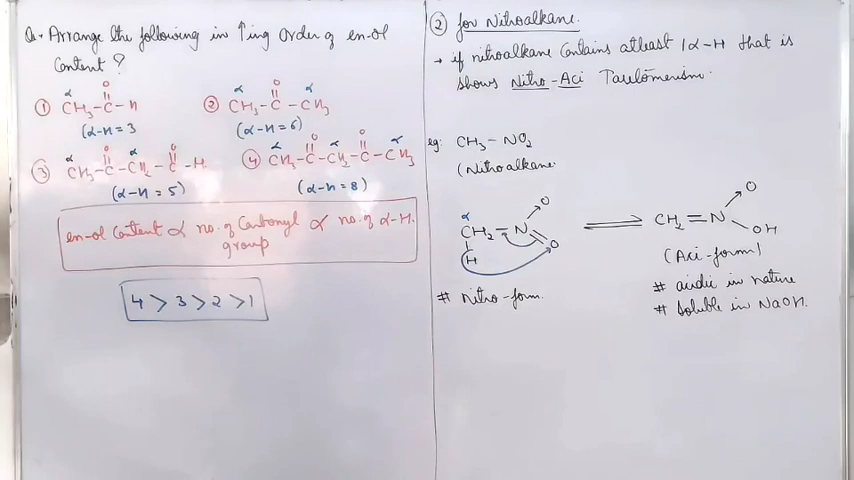 Q. Arrange the following in ↑ing order of en-ol
Content ?
① CH3-C-H
O
α
(α-H = 3
② CH3-C-CH3
O
α α
(α-H = 6)
③ CH3-C-CH2-C-H
O O
α α
(α-H = 5)
④ CH3-C-CH2-C-CH3
O O
α α α
(α-H = 8)
en-ol Content ∝ no. of Carbonyl ∝ no. of α-H.
group
4 > 3 > 2 > 1
② for Nitroalkane.
→ if nitroalkane Contains atleast 1α-H that is
shows Nitro-Aci Tautomerism.
eg: CH3-NO2
(Nitroalkane
α
CH2-N
O
O
H
# Nitro-form.
CH2=N
O
OH
(Aci-form)
# acidic in nature
# Soluble in NaOH.